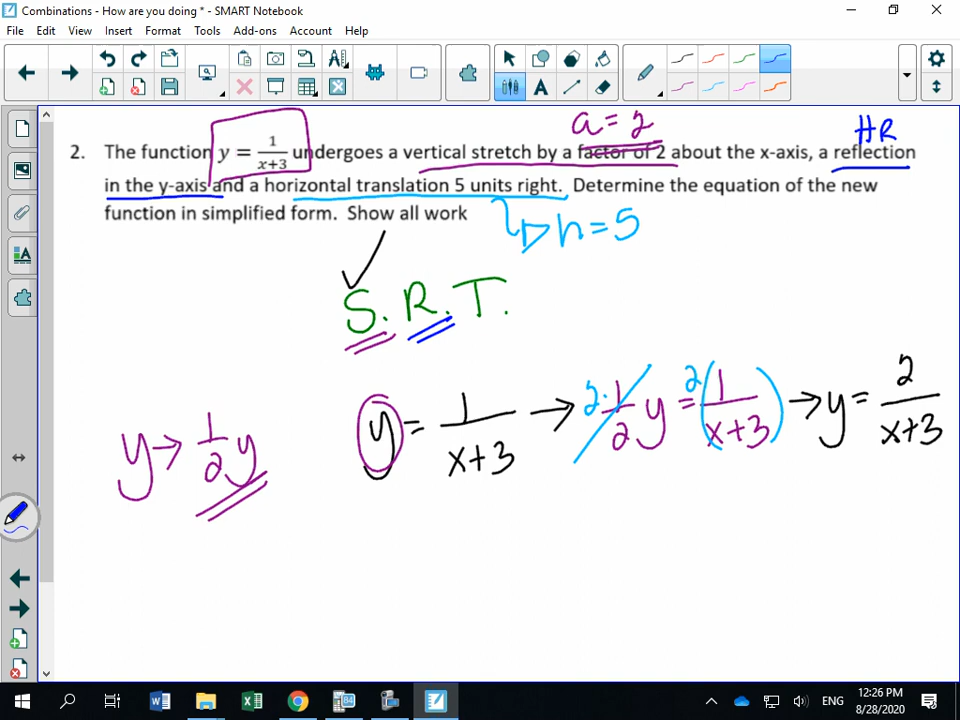 Combinations - How are you doing * - SMART Notebook
File Edit View Insert Format Tools Add-ons Account Help
a = 2
HR
2. The function y = 1/(x+3) undergoes a vertical stretch by a factor of 2 about the x-axis, a reflection
in the y-axis and a horizontal translation 5 units right. Determine the equation of the new
function in simplified form. Show all work
h = 5
S. R. T.
y → 1/2 y
y = 1/(x+3) → 2· 1/2 y = 2(1/(x+3)) → y = 2/(x+3)
ENG
12:26 PM
8/28/2020